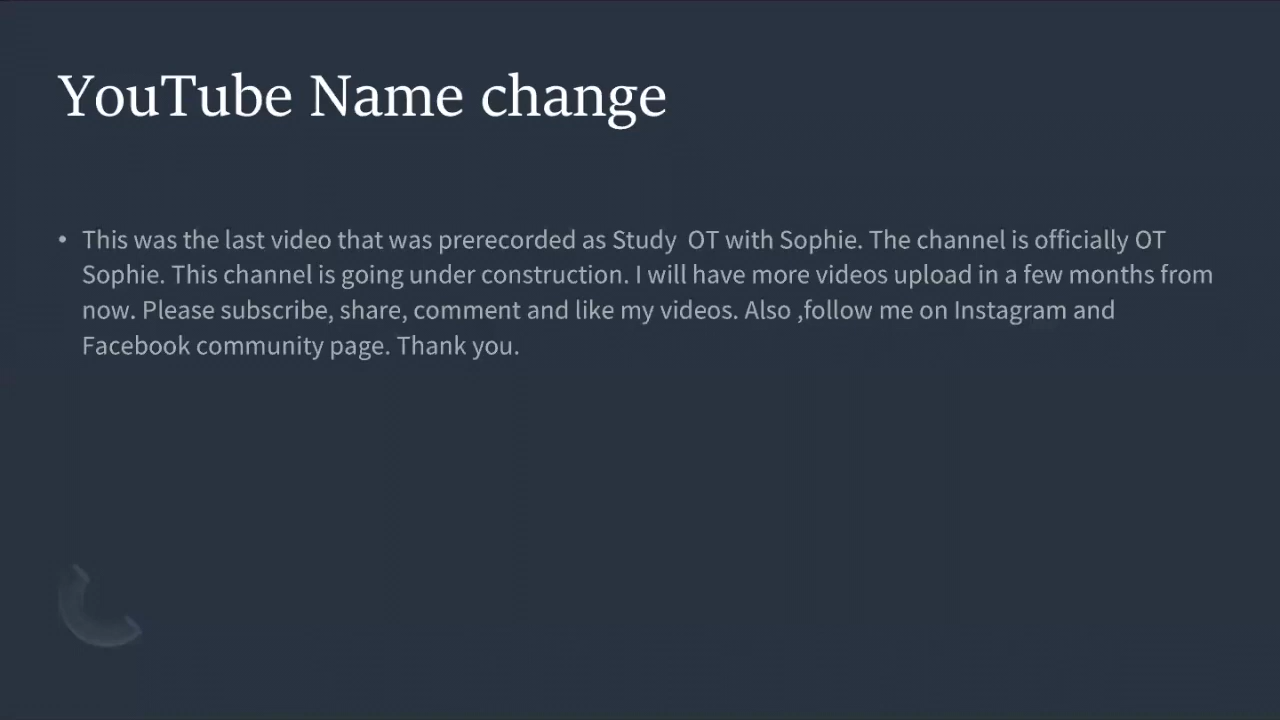 YouTube Name change
• This was the last video that was prerecorded as Study  OT with Sophie. The channel is officially OT
Sophie. This channel is going under construction. I will have more videos upload in a few months from
now. Please subscribe, share, comment and like my videos. Also ,follow me on Instagram and
Facebook community page. Thank you.